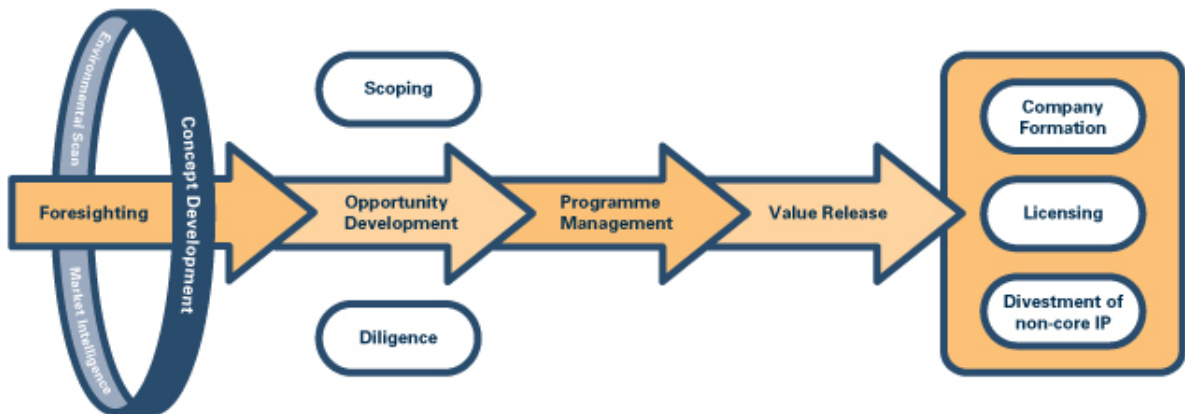 Environmental Scan
Concept Development
Foresighting
Market Intelligence
Scoping
Opportunity
Development
Diligence
Programme
Management
Value Release
Company
Formation
Licensing
Divestment of
non-core IP